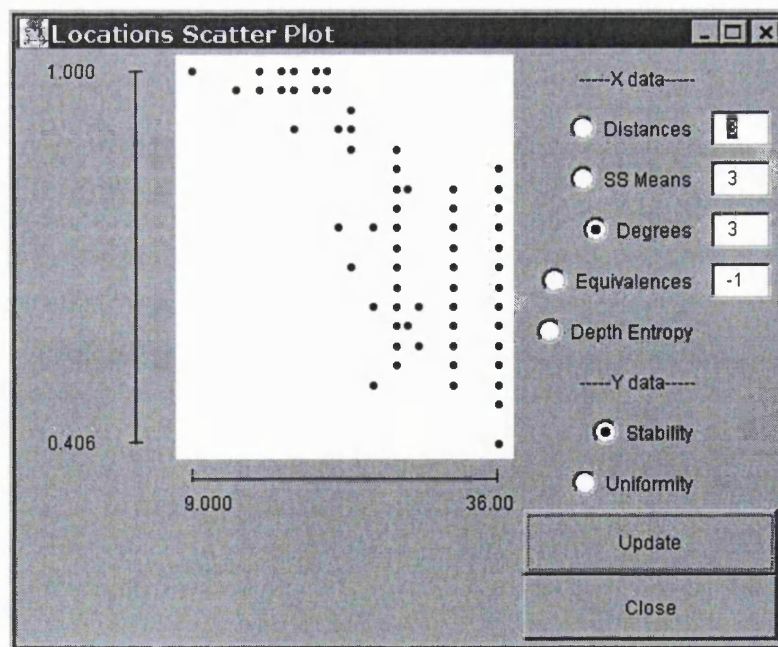 Locations Scatter Plot
1.000
0.406
9.000 36.00
-----X data-----
Distances
SS Means 3
Degrees 3
Equivalences -1
Depth Entropy
-----Y data-----
Stability
Uniformity
Update
Close